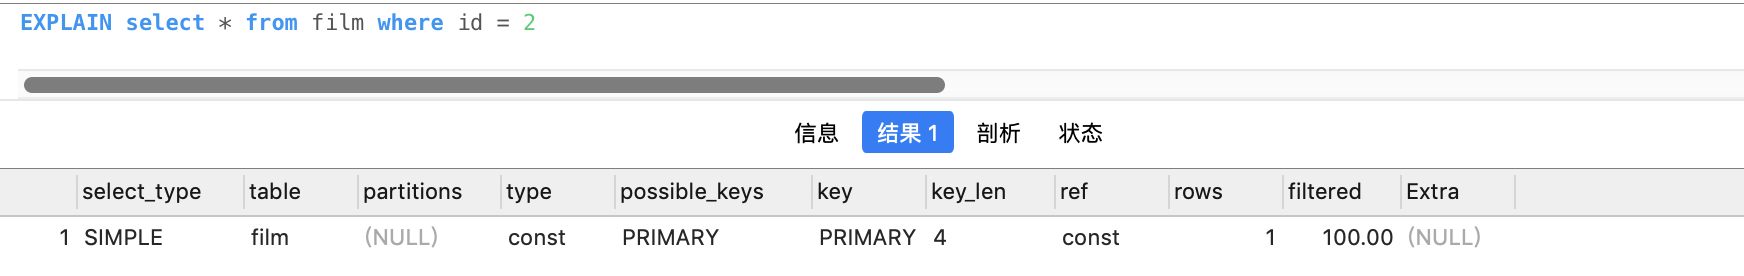 EXPLAIN select * from film where id = 2
信息 结果 1 剖析 状态
select_type table partitions type possible_keys key key_len ref rows filtered Extra
1 SIMPLE film (NULL) const PRIMARY PRIMARY 4 const 1 100.00 (NULL)